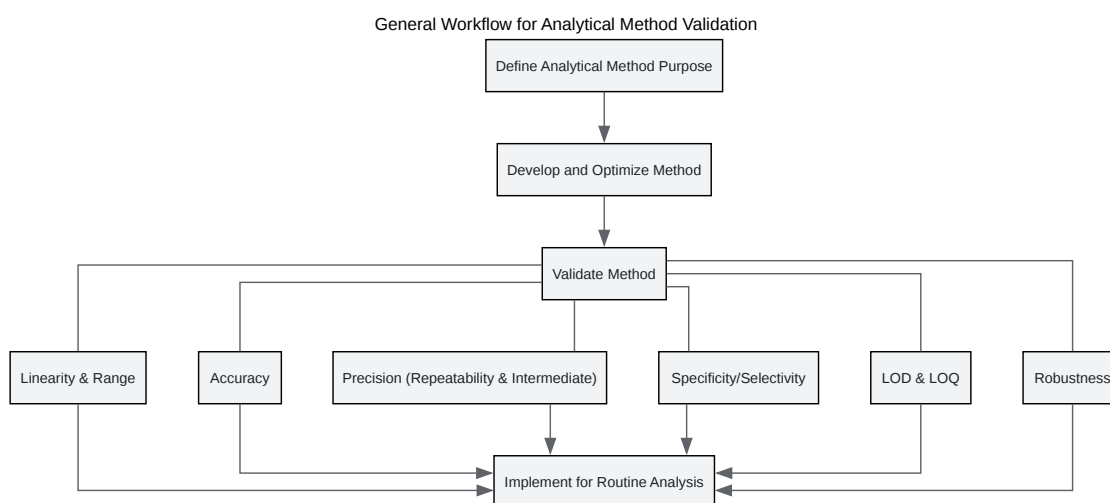 General Workflow for Analytical Method Validation
Define Analytical Method Purpose
Develop and Optimize Method
Validate Method
Linearity & Range
Accuracy
Precision (Repeatability & Intermediate)
Specificity/Selectivity
LOD & LOQ
Robustness
Implement for Routine Analysis